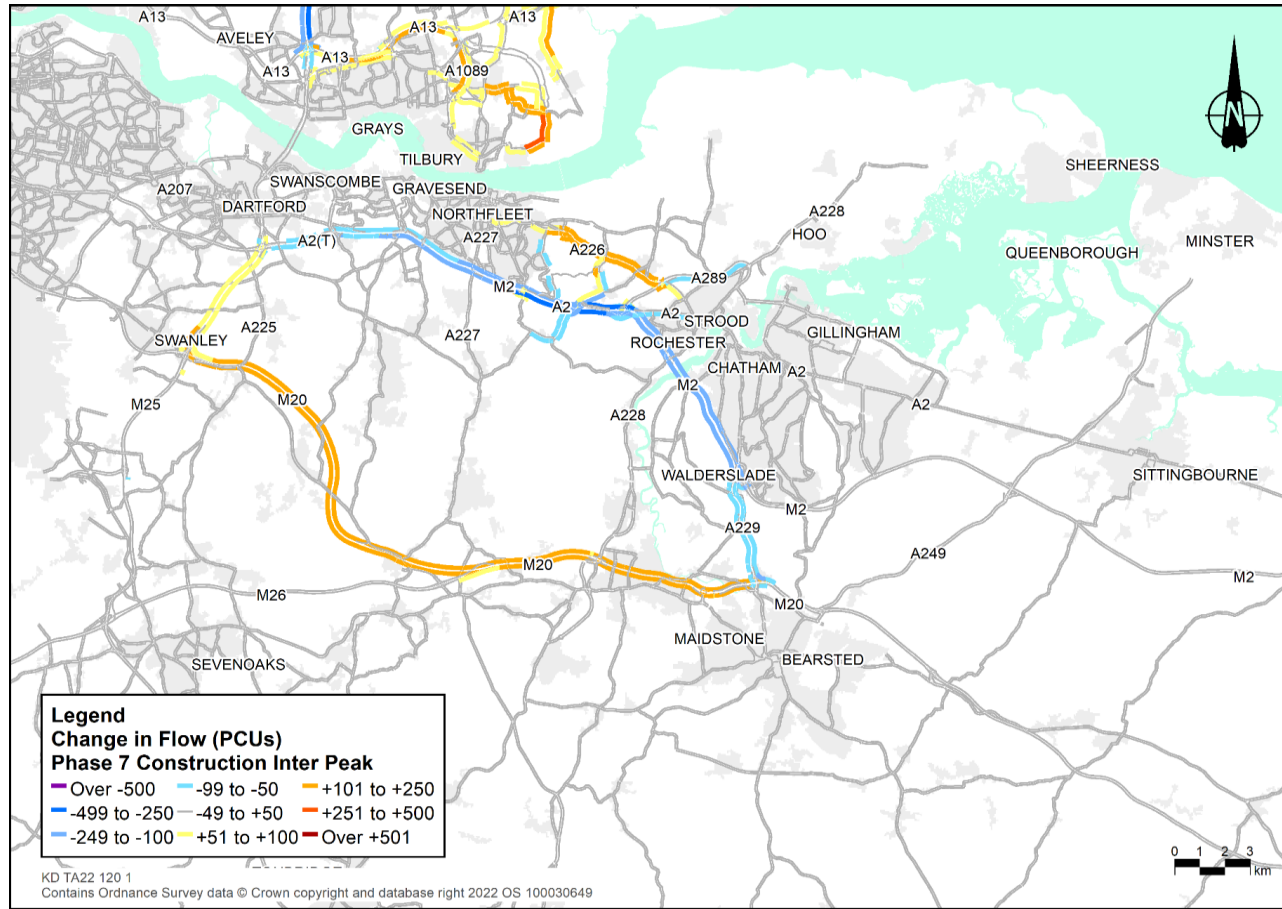 A13
A13
A13
AVELEY
A13
A13
A1089
GRAYS
TILBURY
SHEERNESS
SWANSCOMBE
A207
GRAVESEND
DARTFORD
NORTHFLEET
A228
HOO
MINSTER
A2(T)
A227
A226
QUEENBOROUGH
A289
M2
A2
A2
STROOD
SWANLEY
A225
A227
ROCHESTER
GILLINGHAM
CHATHAM
A2
M2
M25
M20
A228
A2
WALDERSLADE
SITTINGBOURNE
M2
A229
A249
M20
M2
M26
M20
MAIDSTONE
SEVENOAKS
BEARSTED
Legend
Change in Flow (PCUs)
Phase 7 Construction Inter Peak
Over -500 -99 to -50 +101 to +250
-499 to -250 -49 to +50 +251 to +500
-249 to -100 +51 to +100 Over +501
N
0 1 2 3
km
KD TA22 120 1
Contains Ordnance Survey data © Crown copyright and database right 2022 OS 100030649